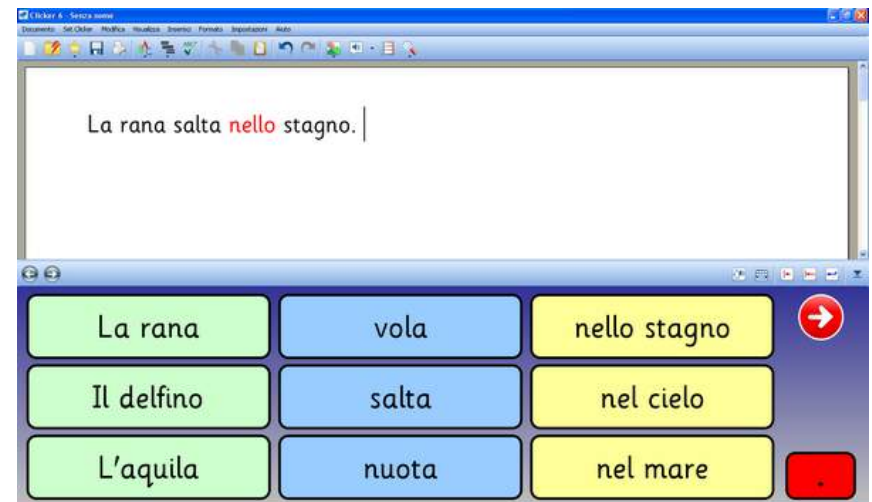 Clicker 6 - Senza nome
Documento Set Clicker Modifica Visualizza Inserisci Formato Impostazioni Aiuto
La rana salta nello stagno.
La rana vola nello stagno
Il delfino salta nel cielo
L'aquila nuota nel mare
.